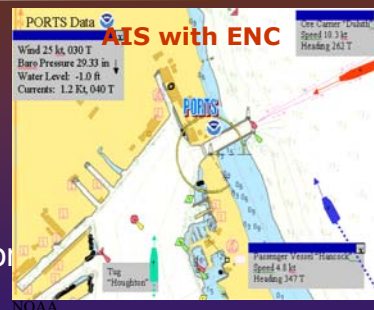 AIS with ENC
PORTS Data
Wind 25 kt, 030 T
Baro Pressure 29.33 in
Water Level: -1.0 ft
Currents: 1.2 Kt, 040 T
Ore Carrier "Duluth"
Speed 10.3 kt
Heading 262 T
PORTS
Tug
"Houghton"
Passenger Vessel "Hancock"
Speed 4.8 kt
Heading 347 T
NOAA